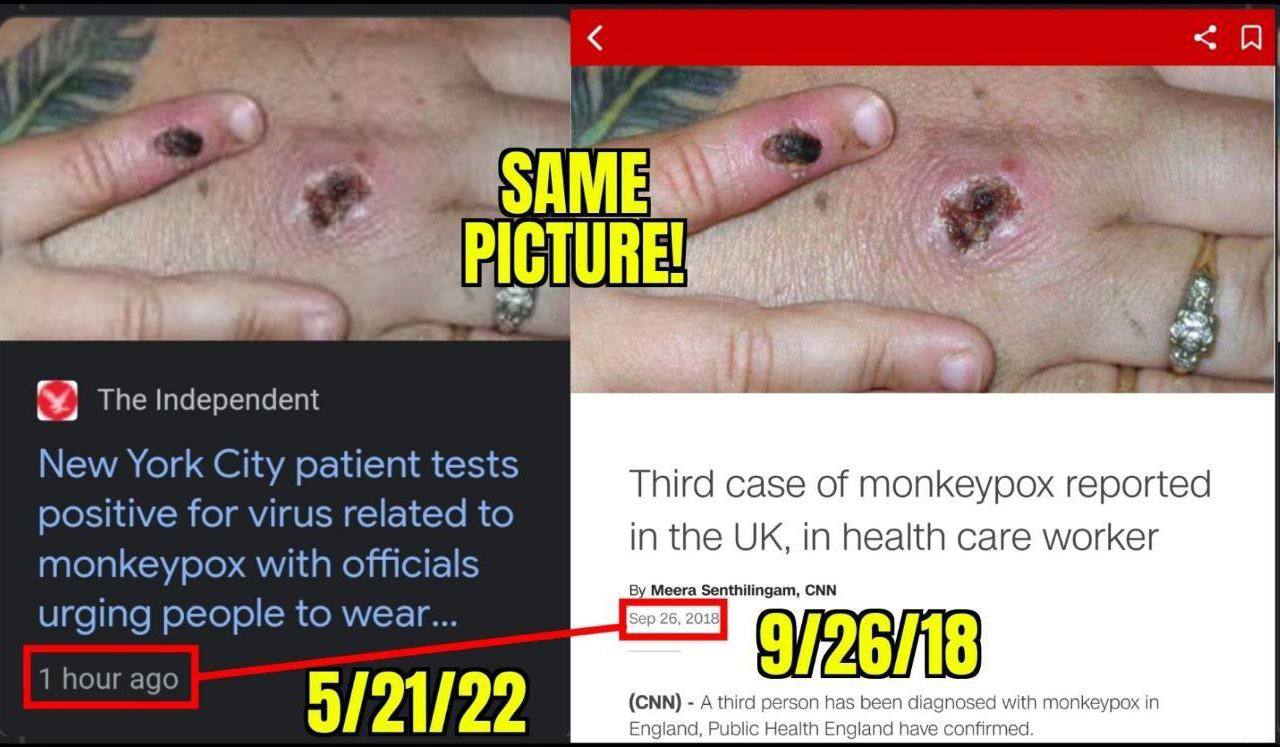 SAME
PICTURE!
The Independent
New York City patient tests
positive for virus related to
monkeypox with officials
urging people to wear...
1 hour ago
5/21/22
Third case of monkeypox reported
in the UK, in health care worker
By Meera Senthilingam, CNN
Sep 26, 2018
9/26/18
(CNN) - A third person has been diagnosed with monkeypox in
England, Public Health England have confirmed.